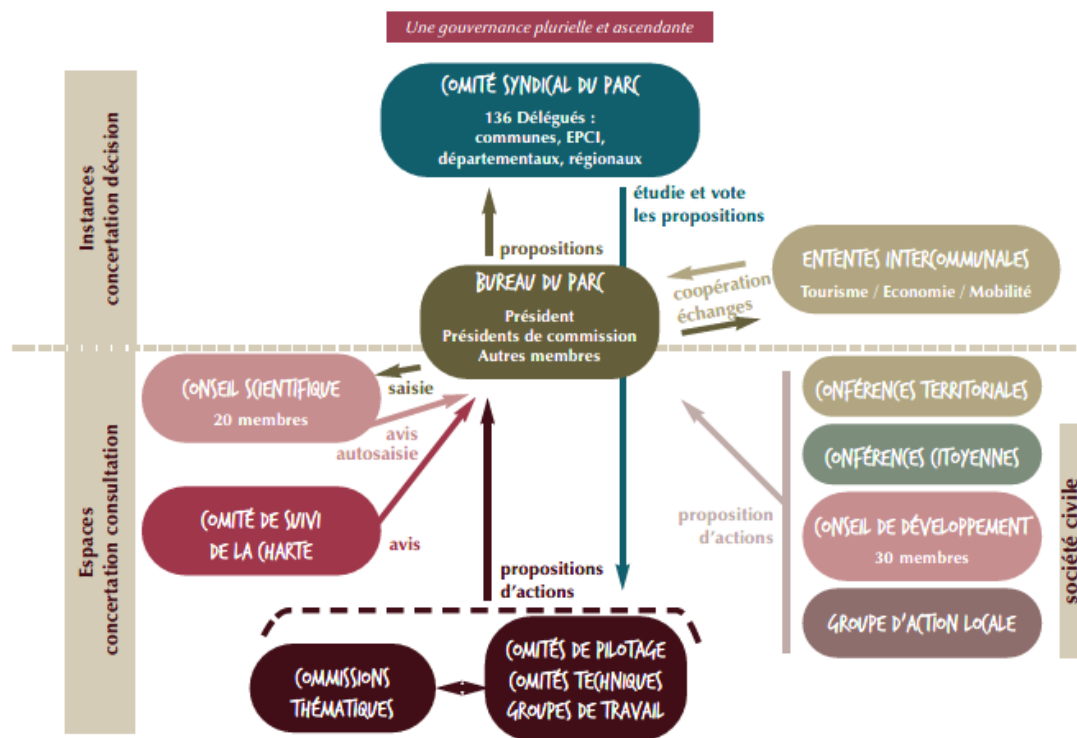 Une gouvernance plurielle et ascendante
COMITÉ SYNDICAL DU PARC
136 Délégués :
communes, EPCI,
départementaux, régionaux
Instances
concertation décision
étudie et vote
les propositions
propositions
BUREAU DU PARC
Président
Présidents de commission
Autres membres
coopération
échanges
ENTENTES INTERCOMMUNALES
Tourisme / Economie / Mobilité
Espaces
concertation consultation
CONSEIL SCIENTIFIQUE
20 membres
saisie
avis
autosaisie
COMITÉ DE SUIVI
DE LA CHARTE
avis
propositions
d'actions
COMMISSIONS
THÉMATIQUES
COMITÉS DE PILOTAGE
COMITÉS TECHNIQUES
GROUPES DE TRAVAIL
proposition
d'actions
CONFÉRENCES TERRITORIALES
CONFÉRENCES CITOYENNES
CONSEIL DE DÉVELOPPEMENT
30 membres
GROUPE D'ACTION LOCALE
société civile